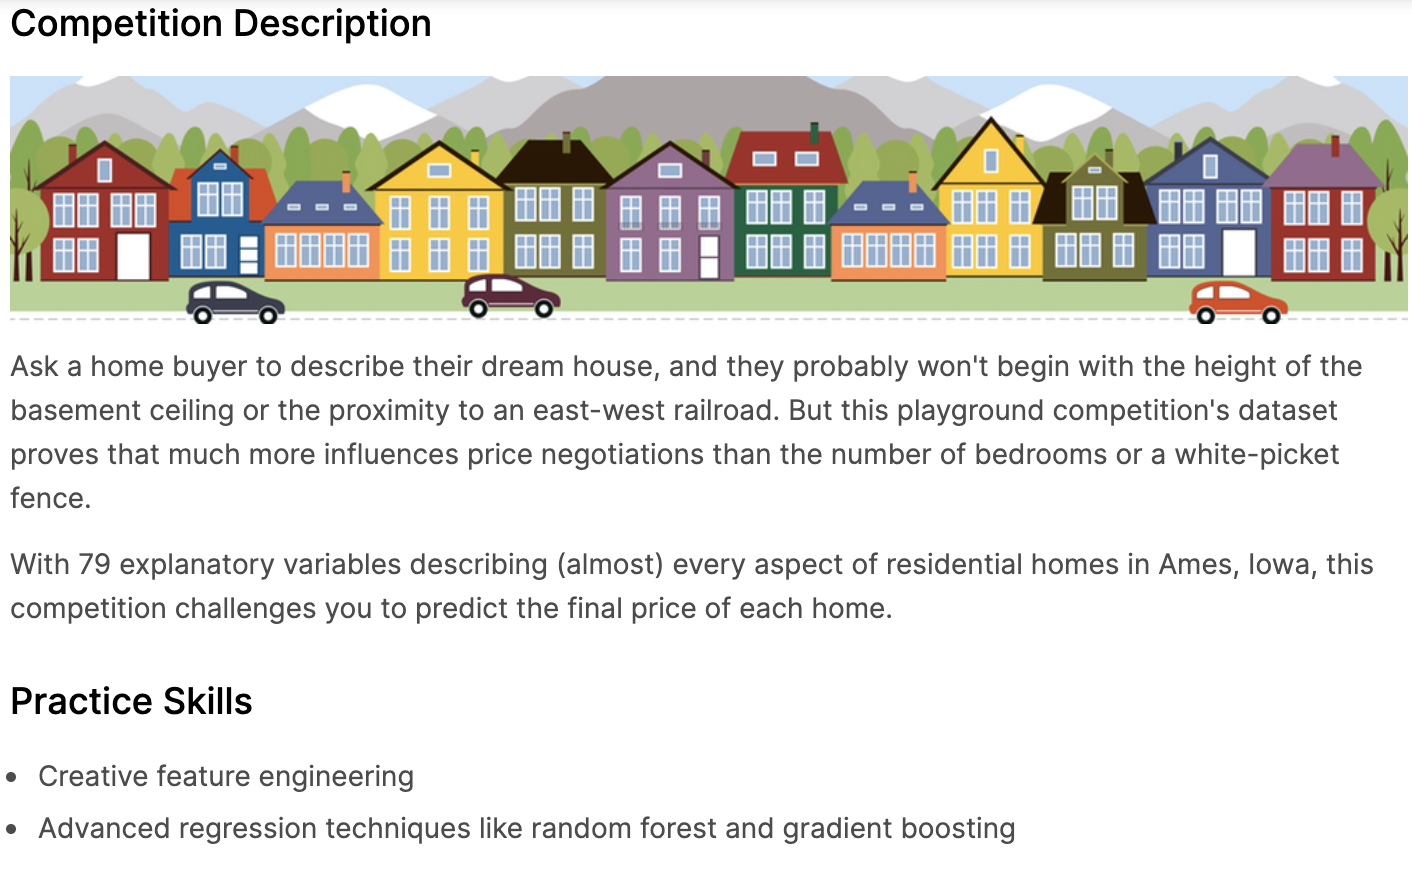 Competition Description
Ask a home buyer to describe their dream house, and they probably won't begin with the height of the
basement ceiling or the proximity to an east-west railroad. But this playground competition's dataset
proves that much more influences price negotiations than the number of bedrooms or a white-picket
fence.
With 79 explanatory variables describing (almost) every aspect of residential homes in Ames, Iowa, this
competition challenges you to predict the final price of each home.
Practice Skills
• Creative feature engineering
• Advanced regression techniques like random forest and gradient boosting